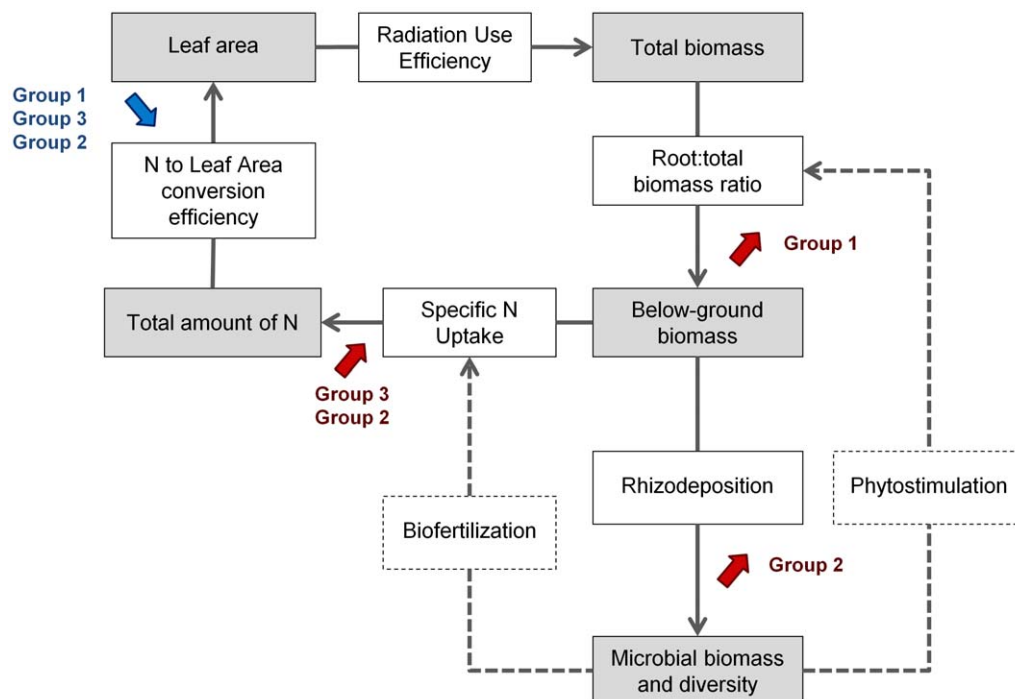 Leaf area
Radiation Use
Efficiency
Total biomass
Group 1
Group 3
Group 2
N to Leaf Area
conversion
efficiency
Root:total
biomass ratio
Group 1
Total amount of N
Specific N
Uptake
Below-ground
biomass
Group 3
Group 2
Biofertilization
Rhizodeposition
Phytostimulation
Group 2
Microbial biomass
and diversity